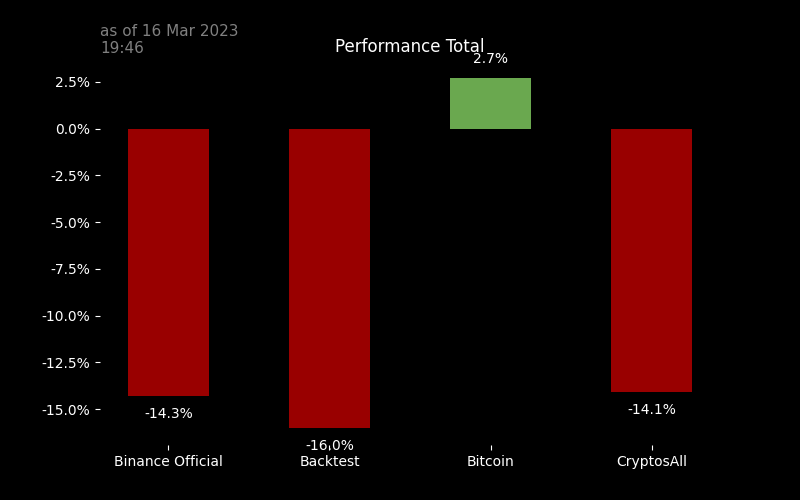 as of 16 Mar 2023
19:46
Performance Total
2.7%
2.5%
0.0%
-2.5%
-5.0%
-7.5%
-10.0%
-12.5%
-15.0%
-14.3%
-16.0%
-14.1%
Binance Official
Backtest
Bitcoin
CryptosAll